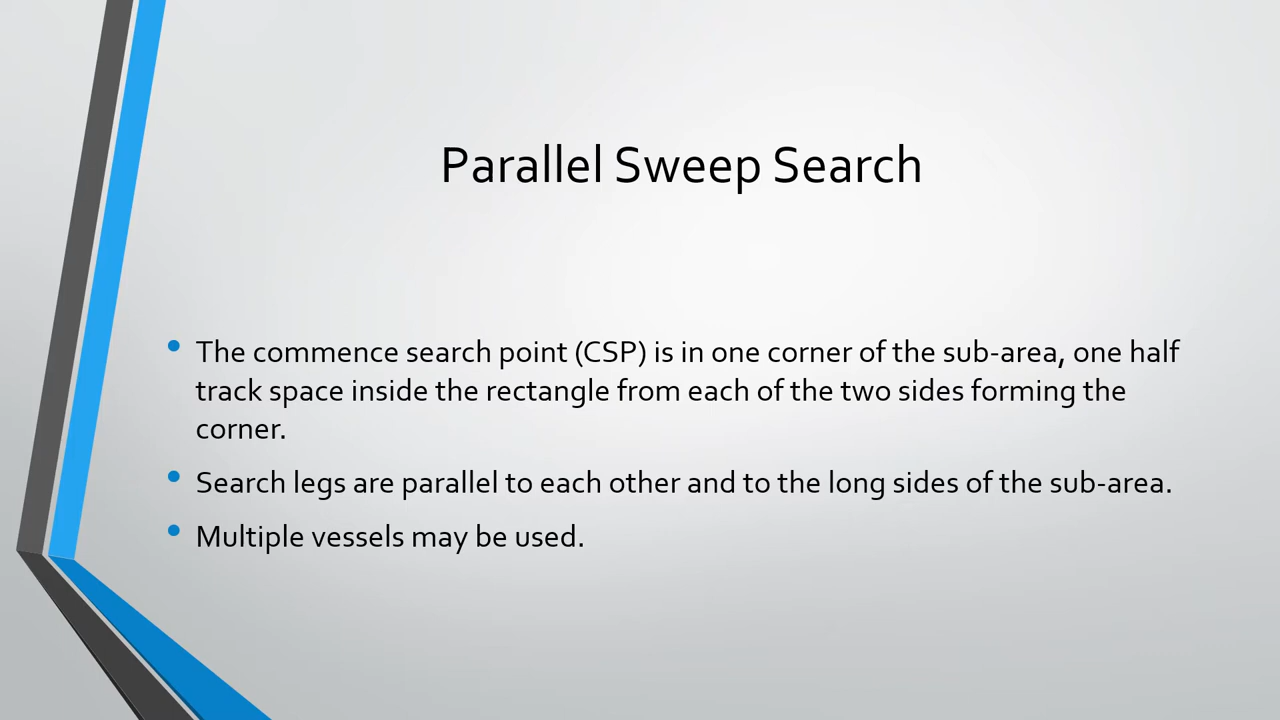 Parallel Sweep Search
• The commence search point (CSP) is in one corner of the sub-area, one half
track space inside the rectangle from each of the two sides forming the
corner.
• Search legs are parallel to each other and to the long sides of the sub-area.
• Multiple vessels may be used.